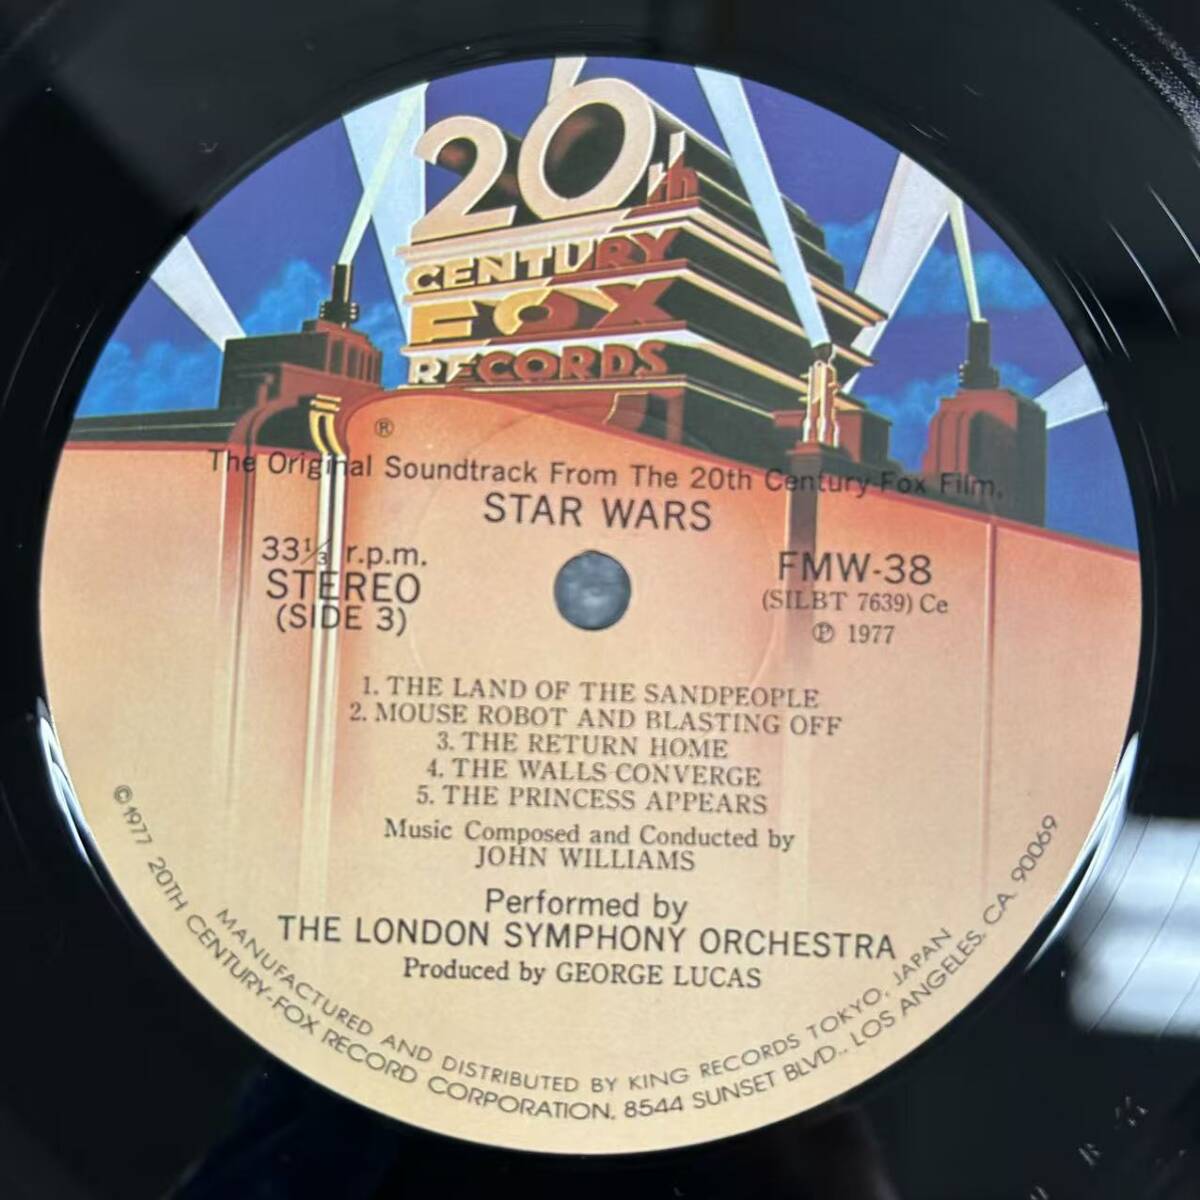 20th
CENTURY
FOX
RECORDS
®
The Original Soundtrack From The 20th Century-Fox Film,
STAR WARS
33⅓ r.p.m.
STEREO
(SIDE 3)
FMW-38
(SILBT 7639) Ce
℗ 1977
1. THE LAND OF THE SANDPEOPLE
2. MOUSE ROBOT AND BLASTING OFF
3. THE RETURN HOME
4. THE WALLS CONVERGE
5. THE PRINCESS APPEARS
Music Composed and Conducted by
JOHN WILLIAMS
Performed by
THE LONDON SYMPHONY ORCHESTRA
Produced by GEORGE LUCAS
MANUFACTURED AND DISTRIBUTED BY KING RECORDS TOKYO, JAPAN
© 1977 20TH CENTURY-FOX RECORD CORPORATION, 8544 SUNSET BLVD., LOS ANGELES, CA 90069